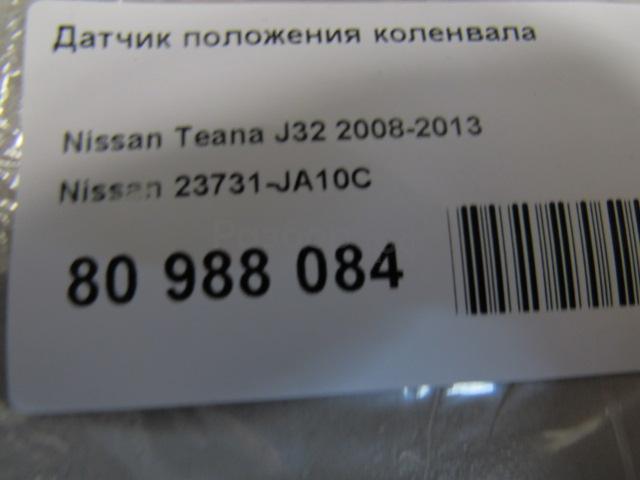 Датчик положения коленвала
Nissan Teana J32 2008-2013
Nissan 23731-JA10C
80 988 084